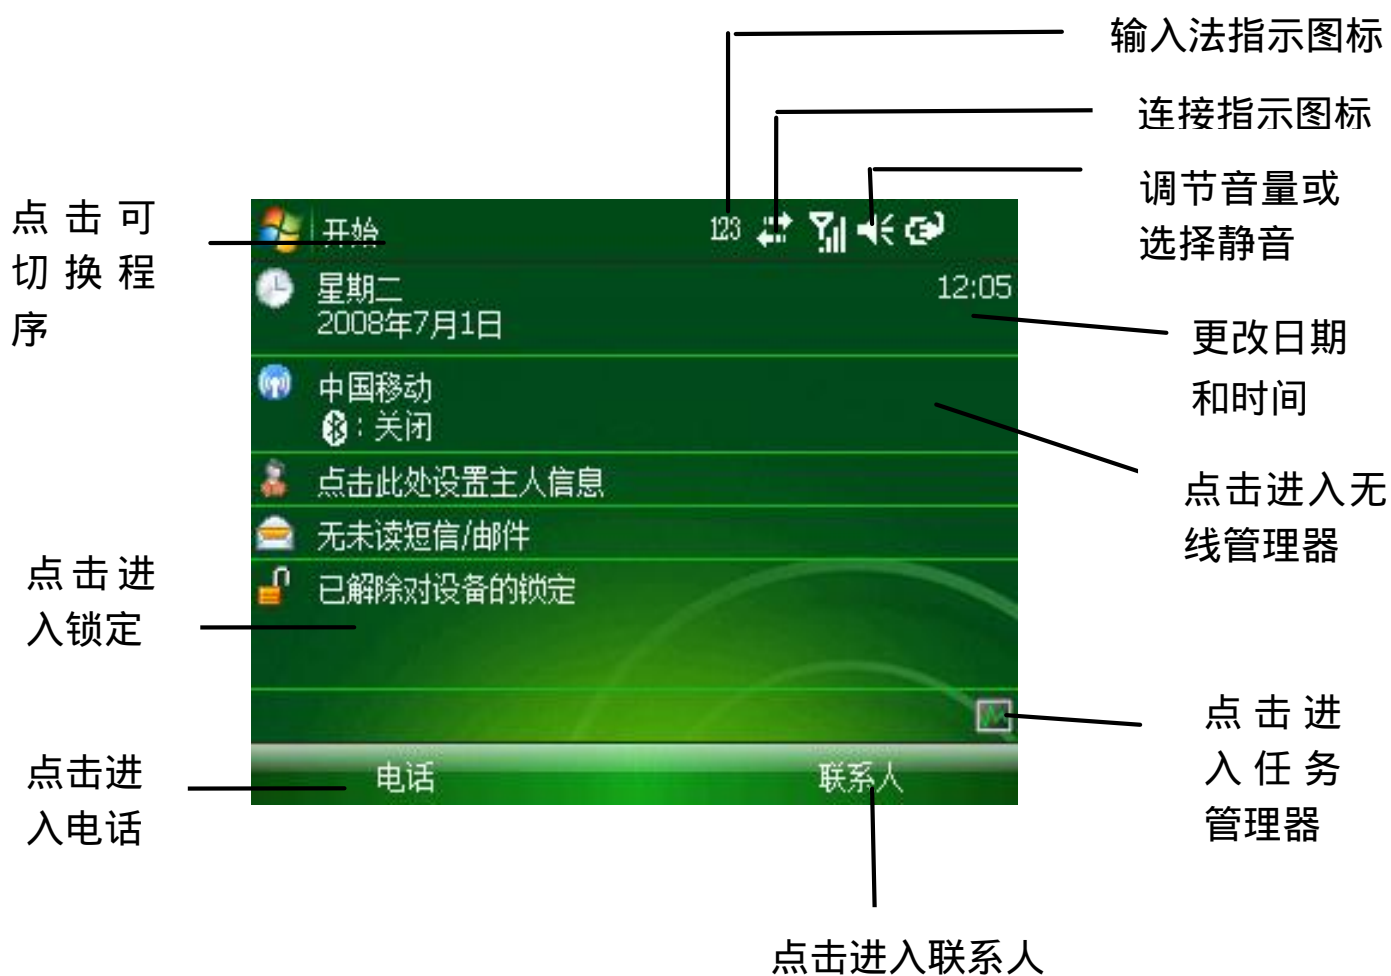 输入法指示图标
连接指示图标
调节音量或
选择静音
点击可
切换程
序
开始
123
星期二
12:05
2008年7月1日
更改日期
和时间
中国移动
：关闭
点击进入无
线管理器
点击此处设置主人信息
无未读短信/邮件
已解除对设备的锁定
点击进
入锁定
点击进
入任务
管理器
点击进
入电话
电话
联系人
点击进入联系人